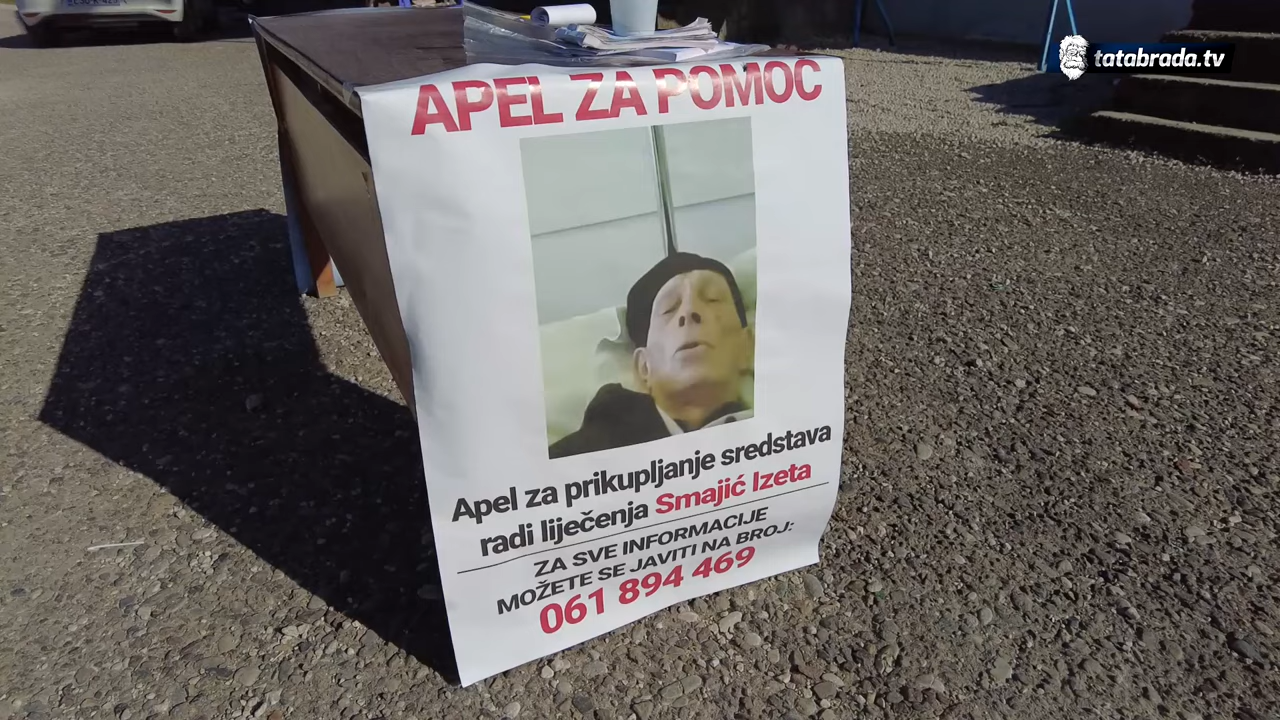 tatabrada.tv
APEL ZA POMOĆ
Apel za prikupljanje sredstava
radi liječenja Smajić Izeta
ZA SVE INFORMACIJE
MOŽETE SE JAVITI NA BROJ:
061 894 469